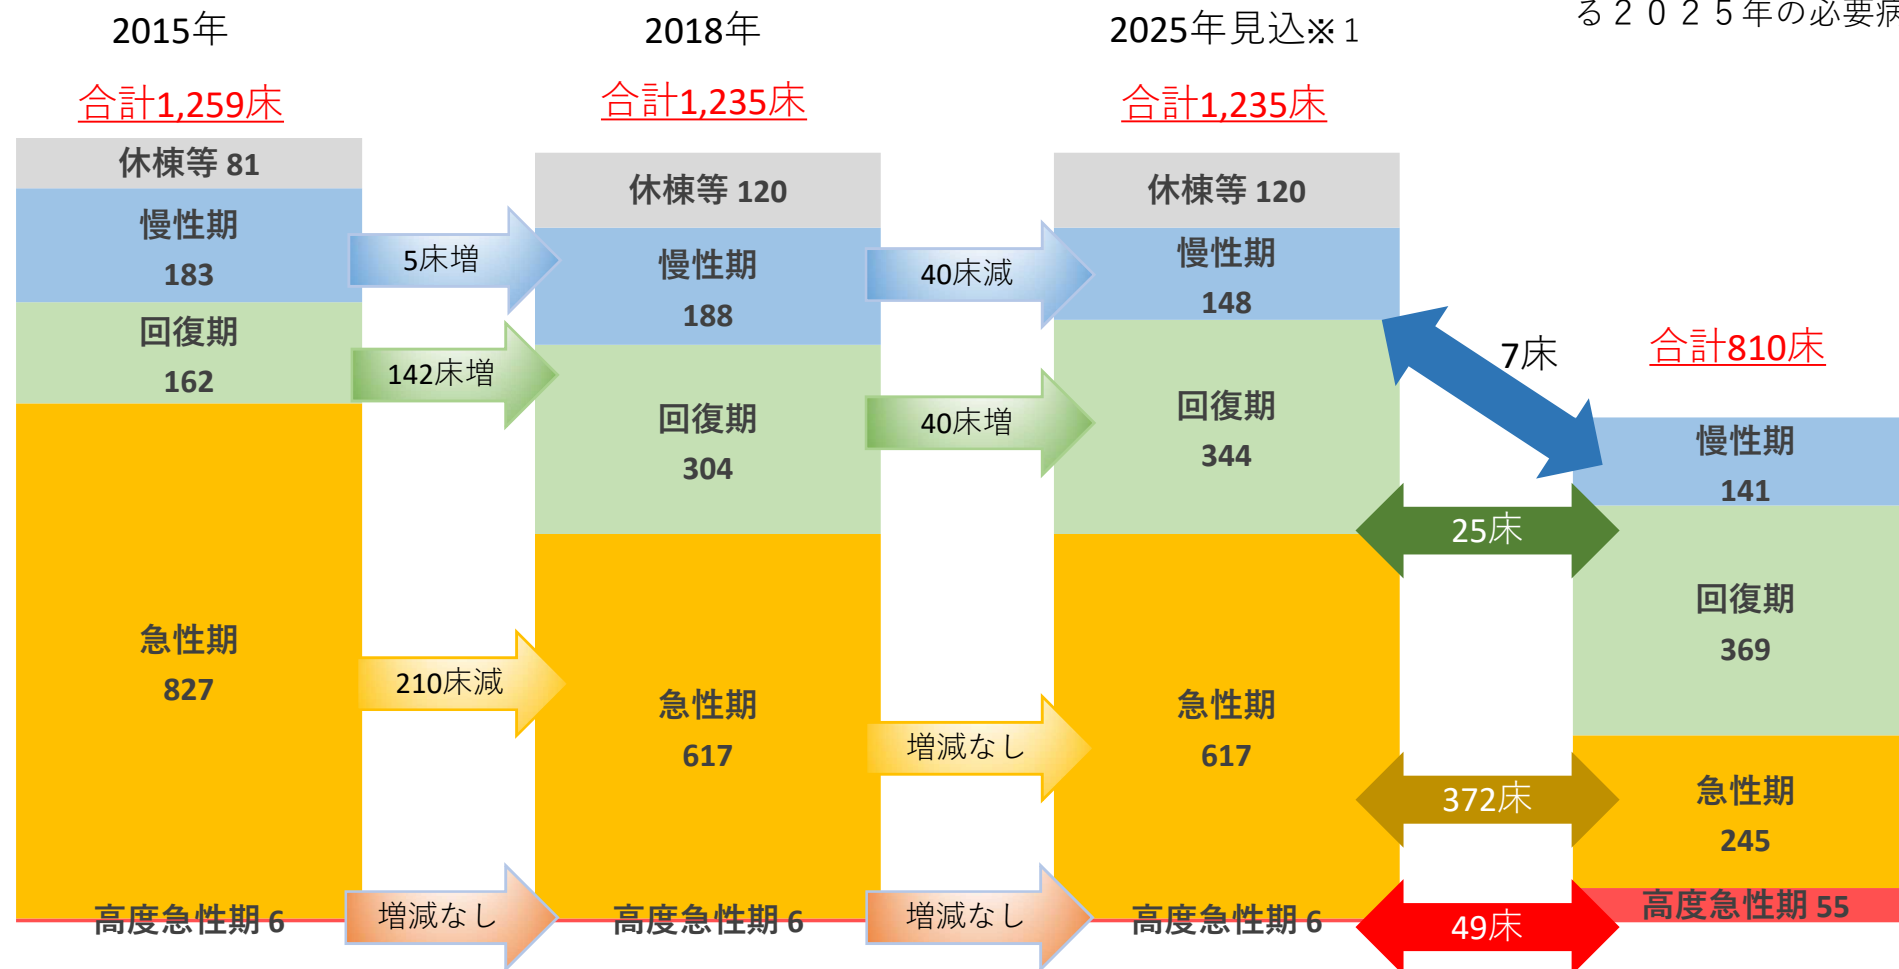 る２０２５年の必要病
2015年
2018年
2025年見込※1
合計1,259床
合計1,235床
合計1,235床
合計810床
休棟等 81
慢性期
183
回復期
162
急性期
827
高度急性期 6
5床増
142床増
210床減
増減なし
休棟等 120
慢性期
188
回復期
304
急性期
617
高度急性期 6
40床減
40床増
増減なし
増減なし
休棟等 120
慢性期
148
回復期
344
急性期
617
高度急性期 6
7床
25床
372床
49床
慢性期
141
回復期
369
急性期
245
高度急性期 55